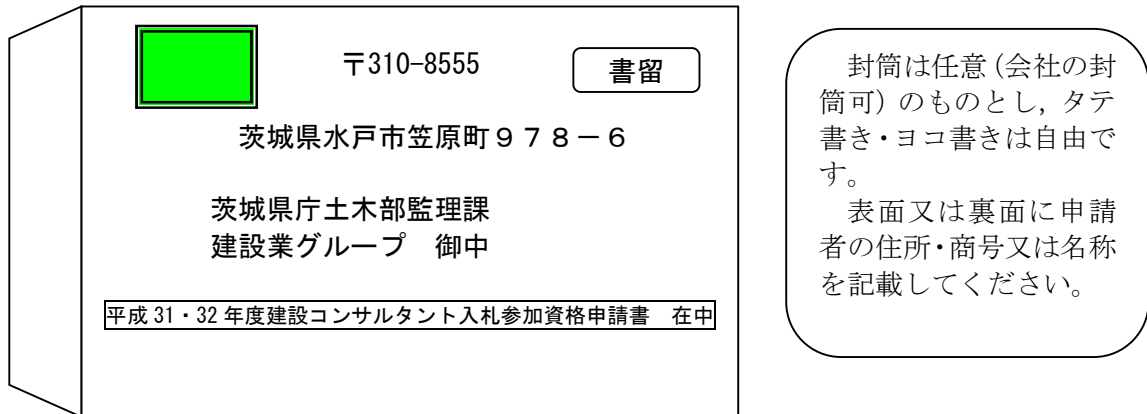 〒310-8555
書留
茨城県水戸市笠原町９７８－６
茨城県庁土木部監理課
建設業グループ　御中
平成31・32年度建設コンサルタント入札参加資格申請書　在中
封筒は任意(会社の封
筒可)のものとし，タテ
書き・ヨコ書きは自由で
す。
表面又は裏面に申請
者の住所・商号又は名称
を記載してください。